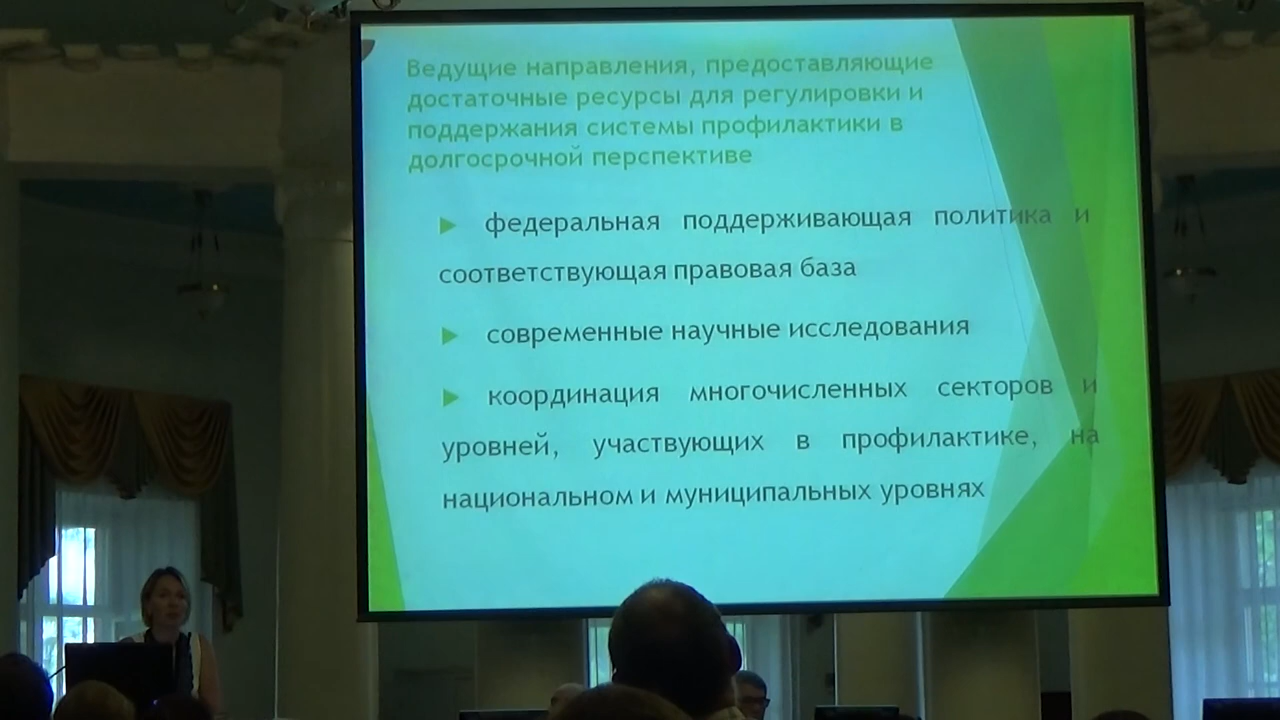 Ведущие направления, предоставляющие
достаточные ресурсы для регулировки и
поддержания системы профилактики в
долгосрочной перспективе
федеральная поддерживающая политика и
соответствующая правовая база
современные научные исследования
координация многочисленных секторов и
уровней, участвующих в профилактике, на
национальном и муниципальных уровнях